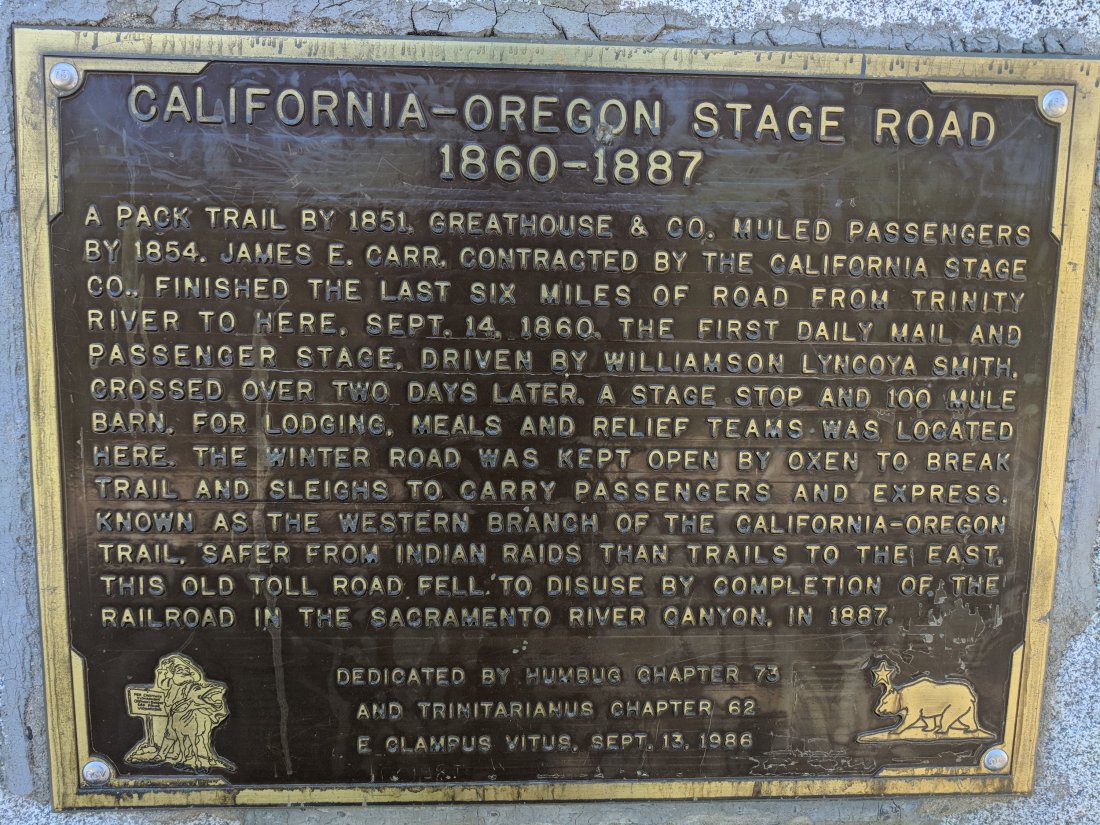 CALIFORNIA-OREGON STAGE ROAD
1860-1887
A PACK TRAIL BY 1851, GREATHOUSE & CO. MULED PASSENGERS
BY 1854. JAMES E. CARR, CONTRACTED BY THE CALIFORNIA STAGE
CO., FINISHED THE LAST SIX MILES OF ROAD FROM TRINITY
RIVER TO HERE, SEPT. 14, 1860. THE FIRST DAILY MAIL AND
PASSENGER STAGE, DRIVEN BY WILLIAMSON LYNCOYA SMITH,
CROSSED OVER TWO DAYS LATER. A STAGE STOP AND 100 MULE
BARN, FOR LODGING, MEALS AND RELIEF TEAMS WAS LOCATED
HERE. THE WINTER ROAD WAS KEPT OPEN BY OXEN TO BREAK
TRAIL AND SLEIGHS TO CARRY PASSENGERS AND EXPRESS.
KNOWN AS THE WESTERN BRANCH OF THE CALIFORNIA-OREGON
TRAIL, SAFER FROM INDIAN RAIDS THAN TRAILS TO THE EAST,
THIS OLD TOLL ROAD FELL TO DISUSE BY COMPLETION OF THE
RAILROAD IN THE SACRAMENTO RIVER CANYON, IN 1887.
DEDICATED BY HUMBUG CHAPTER 73
AND TRINITARIANUS CHAPTER 62
E CLAMPUS VITUS, SEPT. 13, 1986